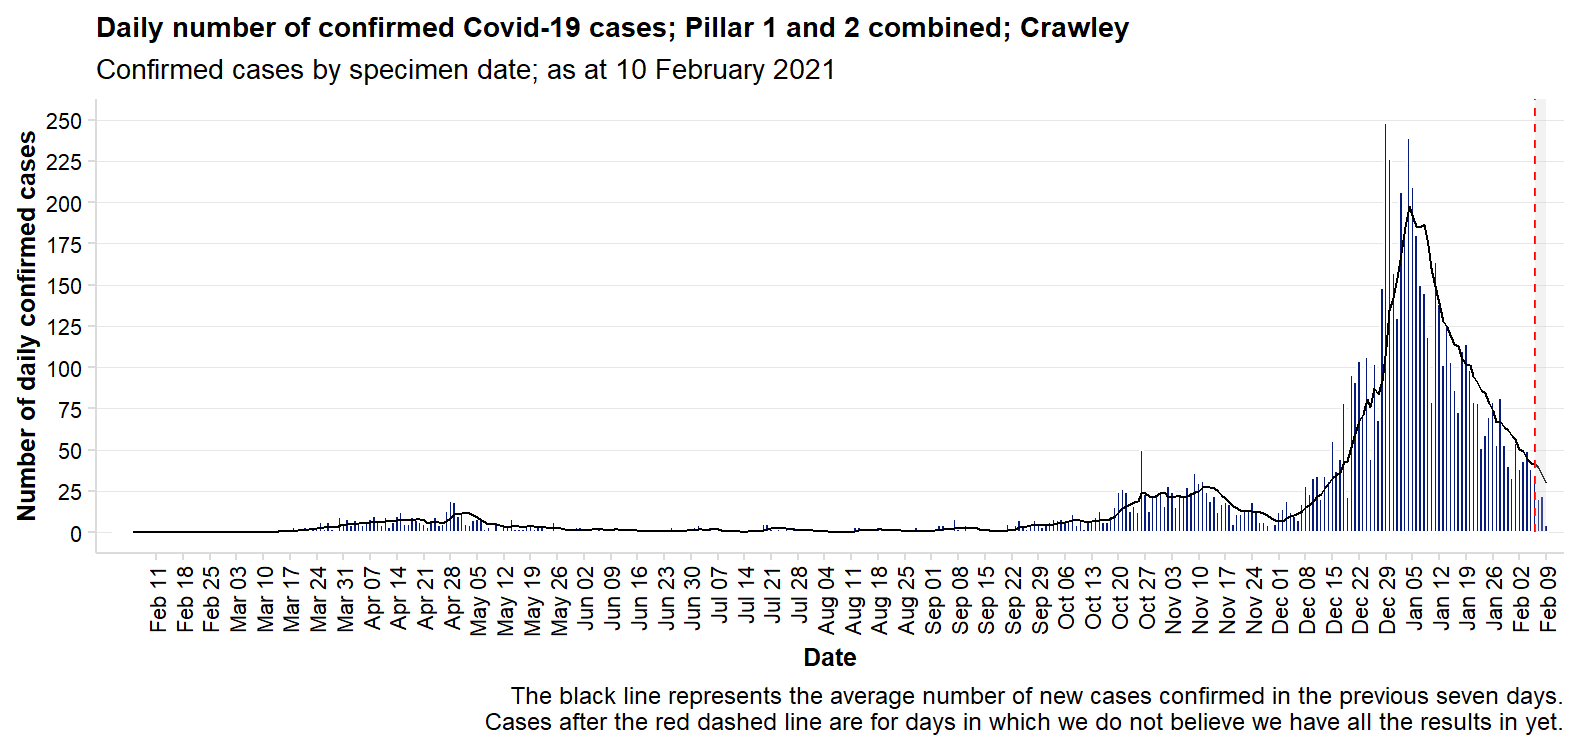 Daily number of confirmed Covid-19 cases; Pillar 1 and 2 combined; Crawley
Confirmed cases by specimen date; as at 10 February 2021
Number of daily confirmed cases
250
225
200
175
150
125
100
75
50
25
0
Feb 11
Feb 18
Feb 25
Mar 03
Mar 10
Mar 17
Mar 24
Mar 31
Apr 07
Apr 14
Apr 21
Apr 28
May 05
May 12
May 19
May 26
Jun 02
Jun 09
Jun 16
Jun 23
Jun 30
Jul 07
Jul 14
Jul 21
Jul 28
Aug 04
Aug 11
Aug 18
Aug 25
Sep 01
Sep 08
Sep 15
Sep 22
Sep 29
Oct 06
Oct 13
Oct 20
Oct 27
Nov 03
Nov 10
Nov 17
Nov 24
Dec 01
Dec 08
Dec 15
Dec 22
Dec 29
Jan 05
Jan 12
Jan 19
Jan 26
Feb 02
Feb 09
Date
The black line represents the average number of new cases confirmed in the previous seven days.
Cases after the red dashed line are for days in which we do not believe we have all the results in yet.